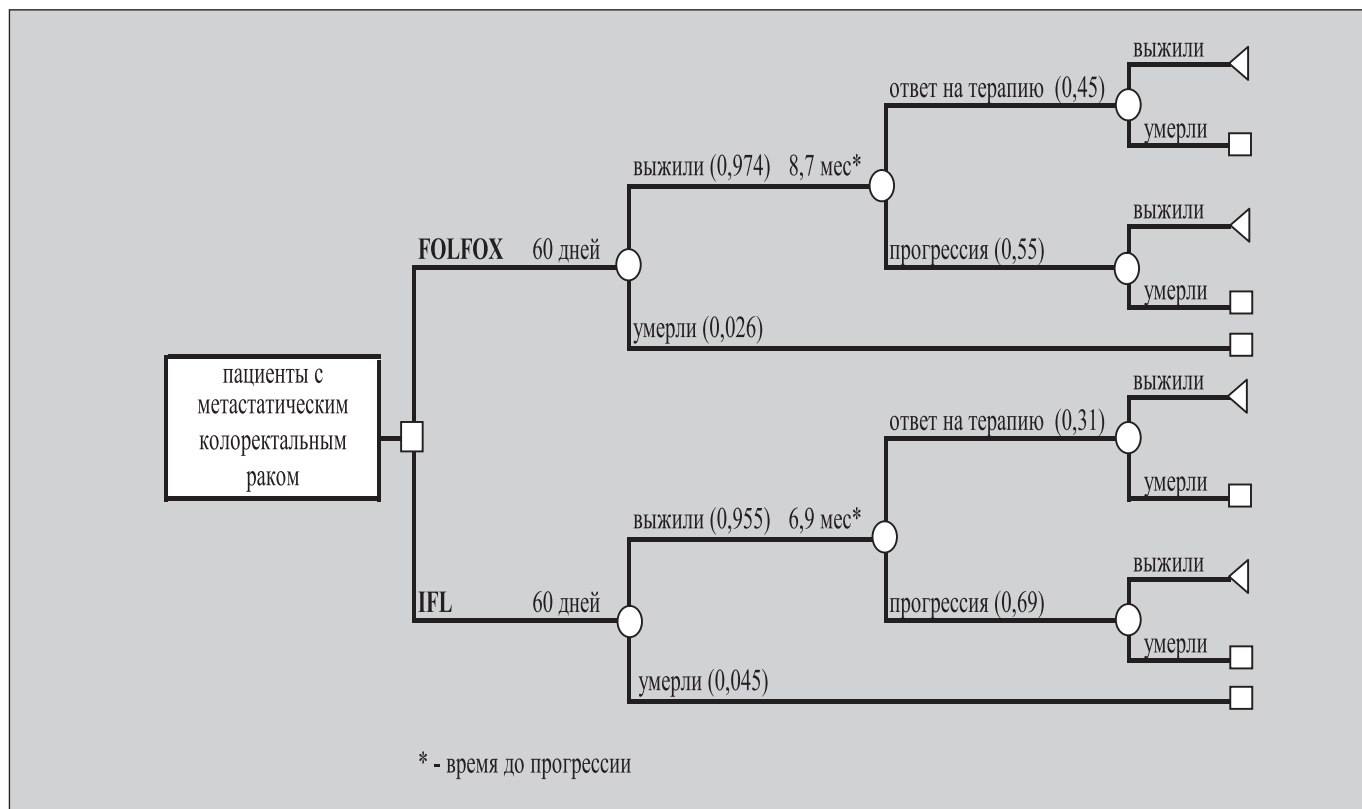 выжили
ответ на терапию (0,45)
умерли
выжили (0,974) 8,7 мес*
выжили
FOLFOX 60 дней
прогрессия (0,55)
умерли
умерли (0,026)
пациенты с
метастатическим
колоректальным
раком
выжили
ответ на терапию (0,31)
умерли
выжили (0,955) 6,9 мес*
выжили
IFL 60 дней
прогрессия (0,69)
умерли
умерли (0,045)
* - время до прогрессии